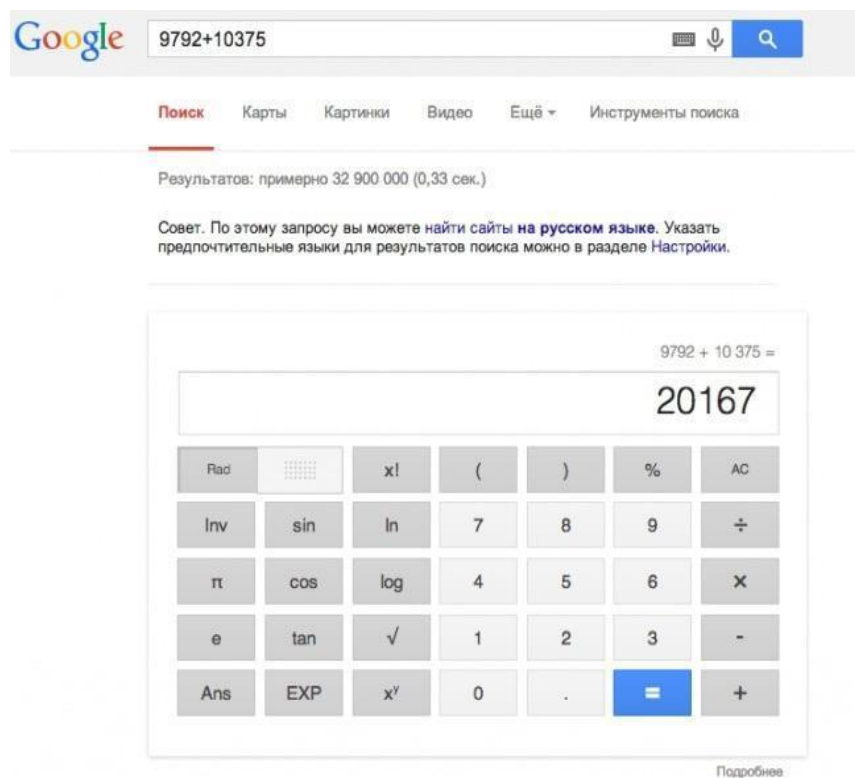 Google 9792+10375
Поиск Карты Картинки Видео Ещё Инструменты поиска
Результатов: примерно 32 900 000 (0,33 сек.)
Совет. По этому запросу вы можете найти сайты на русском языке. Указать
предпочтительные языки для результатов поиска можно в разделе Настройки.
9792 + 10 375 =
20167
Rad x! ( ) % AC
Inv sin ln 7 8 9 ÷
π cos log 4 5 6 ×
e tan √ 1 2 3 -
Ans EXP xʸ 0 . = +
Подробнее